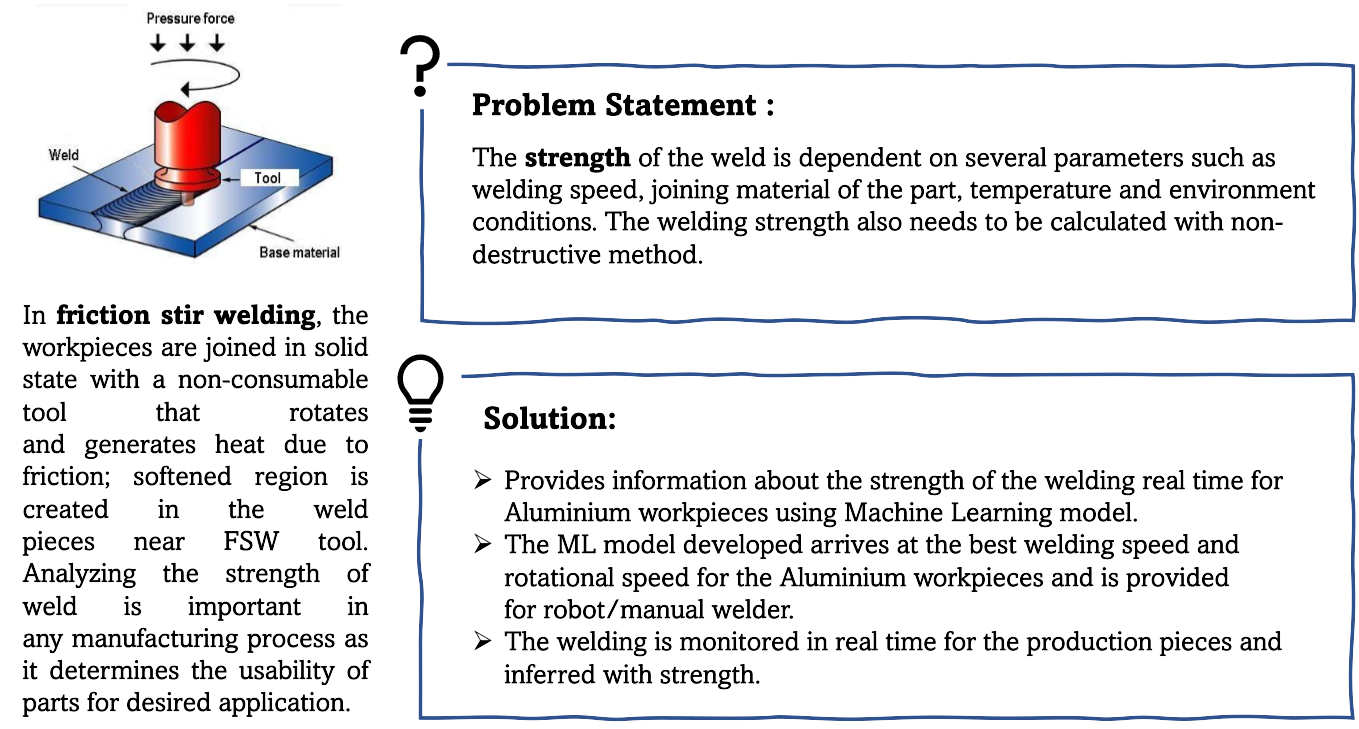 Pressure force
Weld
Tool
Base material
In friction stir welding, the
workpieces are joined in solid
state with a non-consumable
tool that rotates
and generates heat due to
friction; softened region is
created in the weld
pieces near FSW tool.
Analyzing the strength of
weld is important in
any manufacturing process as
it determines the usability of
parts for desired application.
?
Problem Statement :
The strength of the weld is dependent on several parameters such as
welding speed, joining material of the part, temperature and environment
conditions. The welding strength also needs to be calculated with non-
destructive method.
Solution:
➢ Provides information about the strength of the welding real time for
Aluminium workpieces using Machine Learning model.
➢ The ML model developed arrives at the best welding speed and
rotational speed for the Aluminium workpieces and is provided
for robot/manual welder.
➢ The welding is monitored in real time for the production pieces and
inferred with strength.